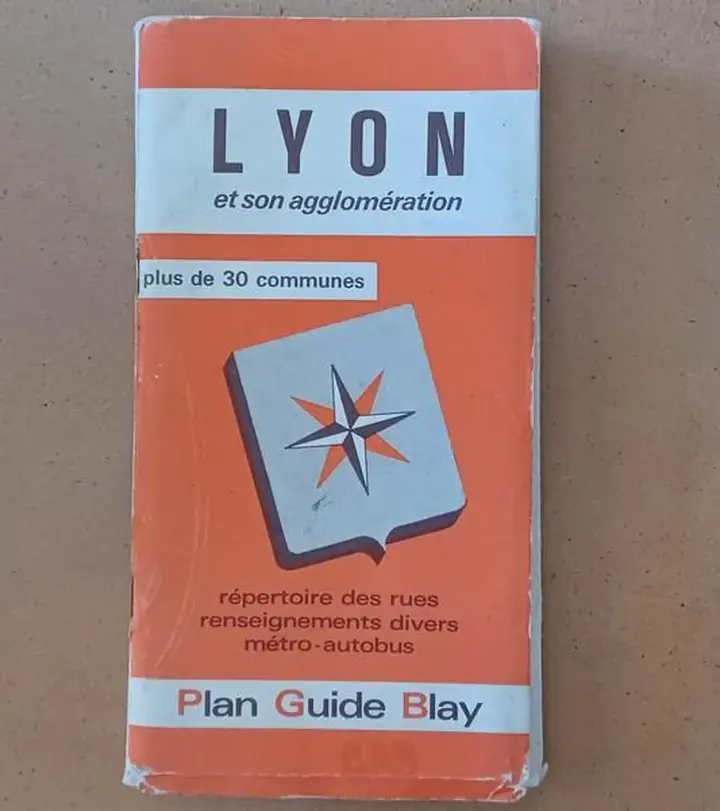 LYON
et son agglomération
plus de 30 communes
répertoire des rues
renseignements divers
métro-autobus
Plan Guide Blay